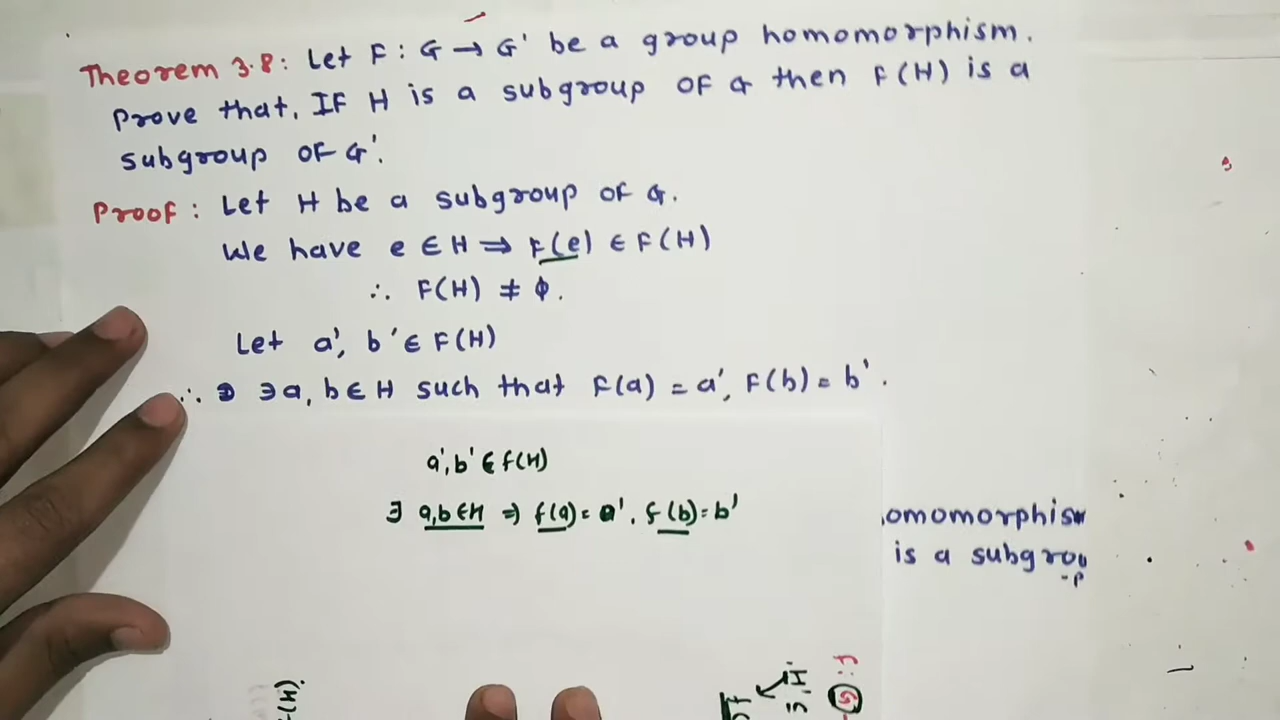 Theorem 3.8: Let F : G → G' be a group homomorphism.
Prove that, IF H is a subgroup OF G then F(H) is a
subgroup OF G'.
Proof: Let H be a subgroup OF G.
We have e ∈ H ⇒ F(e) ∈ F(H)
∴ F(H) ≠ φ.
Let a', b' ∈ F(H)
∴ ∃ a, b ∈ H such that F(a) = a', F(b) = b'.
a', b' ∈ f(H)
∃ a,b ∈ H ⇒ f(a) = a'. f(b) = b'
omomorphism
is a subgrou
-p